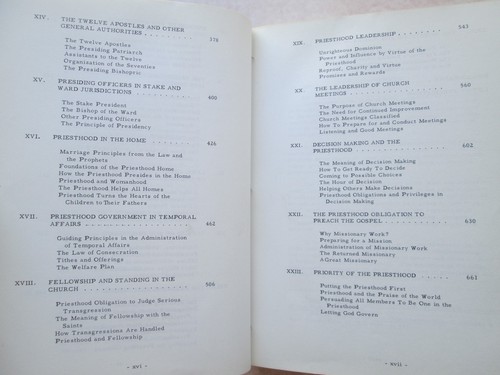 XIV. THE TWELVE APOSTLES AND OTHER
GENERAL AUTHORITIES . . . . . . . . . 378
The Twelve Apostles
The Presiding Patriarch
Assistants to the Twelve
Organization of the Seventies
The Presiding Bishopric
XV. PRESIDING OFFICERS IN STAKE AND
WARD JURISDICTIONS . . . . . . . . . 400
The Stake President
The Bishop of the Ward
Other Presiding Officers
The Principle of Presidency
XVI. PRIESTHOOD IN THE HOME . . . . . . . 426
Marriage Principles from the Law and
the Prophets
Foundations of the Priesthood Home
How the Priesthood Presides in the Home
Priesthood and Womanhood
The Priesthood Helps All Homes
Priesthood Turns the Hearts of the
Children to Their Fathers
XVII. PRIESTHOOD GOVERNMENT IN TEMPORAL
AFFAIRS . . . . . . . . . . . . . . . 462
Guiding Principles in the Administration
of Temporal Affairs
The Law of Consecration
Tithes and Offerings
The Welfare Plan
XVIII. FELLOWSHIP AND STANDING IN THE
CHURCH . . . . . . . . . . . . . . . 506
Priesthood Obligation to Judge Serious
Transgression
The Meaning of Fellowship with the
Saints
How Transgressions Are Handled
Priesthood and Fellowship
- xvi -
XIX. PRIESTHOOD LEADERSHIP . . . . . . . . 543
Unrighteous Dominion
Power and Influence by Virtue of the
Priesthood
Reproof, Charity and Virtue
Promises and Rewards
XX THE LEADERSHIP OF CHURCH
MEETINGS . . . . . . . . . . . . . . 560
The Purpose of Church Meetings
The Need for Continued Improvement
Church Meetings Classified
How To Prepare for and Conduct Meetings
Listening and Good Meetings
XXI. DECISION MAKING AND THE
PRIESTHOOD . . . . . . . . . . . . . 602
The Meaning of Decision Making
How To Get Ready To Decide
Coming to Possible Choices
The Hour of Decision
Helping Others Make Decisions
Priesthood Obligations and Privileges in
Decision Making
XXII. THE PRIESTHOOD OBLIGATION TO
PREACH THE GOSPEL . . . . . . . . . . 630
Why Missionary Work?
Preparing for a Mission
Administration of Missionary Work
The Returned Missionary
A Great Missionary
XXIII. PRIORITY OF THE PRIESTHOOD . . . . . . 661
Putting the Priesthood First
Priesthood and the Praise of the World
Persuading All Members To Be One in the
Priesthood
Letting God Govern
- xvii -